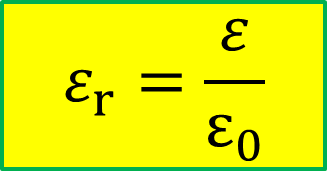 εᵣ = ε/ε₀